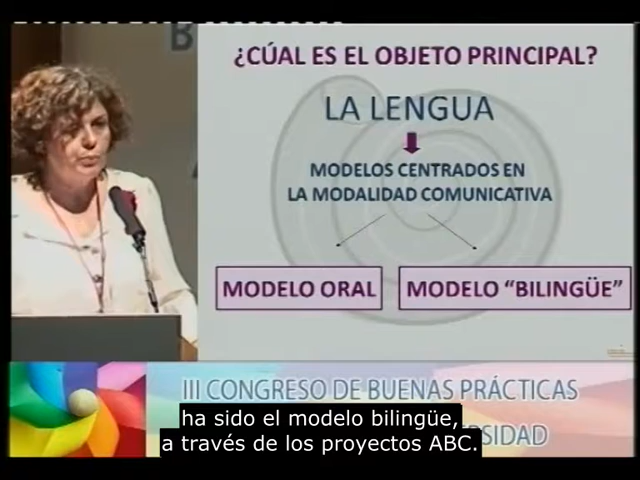 ¿CÚAL ES EL OBJETO PRINCIPAL?
LA LENGUA
MODELOS CENTRADOS EN
LA MODALIDAD COMUNICATIVA
MODELO ORAL
MODELO "BILINGÜE"
III CONGRESO DE BUENAS PRÁCTICAS
ha sido el modelo bilingüe,
a través de los proyectos ABC.